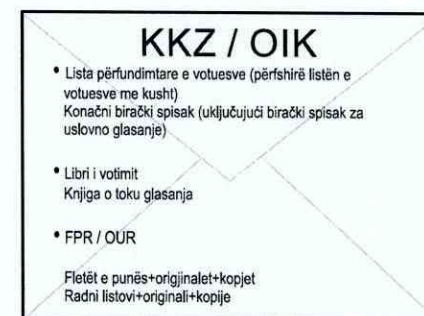 KKZ / OIK
• Lista përfundimtare e votuesve (përfshirë listën e
votuesve me kusht)
Konačni birački spisak (uključujući birački spisak za
uslovno glasanje)
• Libri i votimit
Knjiga o toku glasanja
• FPR / OUR
Fletët e punës+origjinalet+kopjet
Radni listovi+originali+kopije